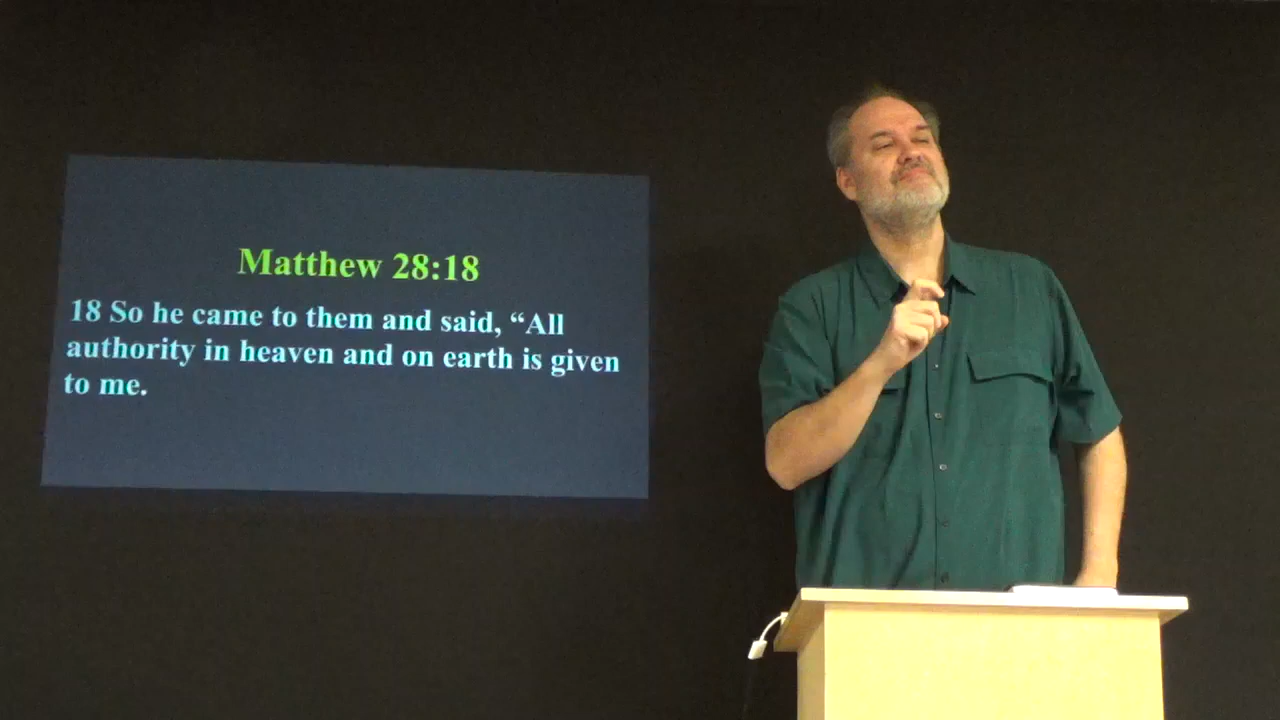 Matthew 28:18
18 So he came to them and said, “All
authority in heaven and on earth is given
to me.